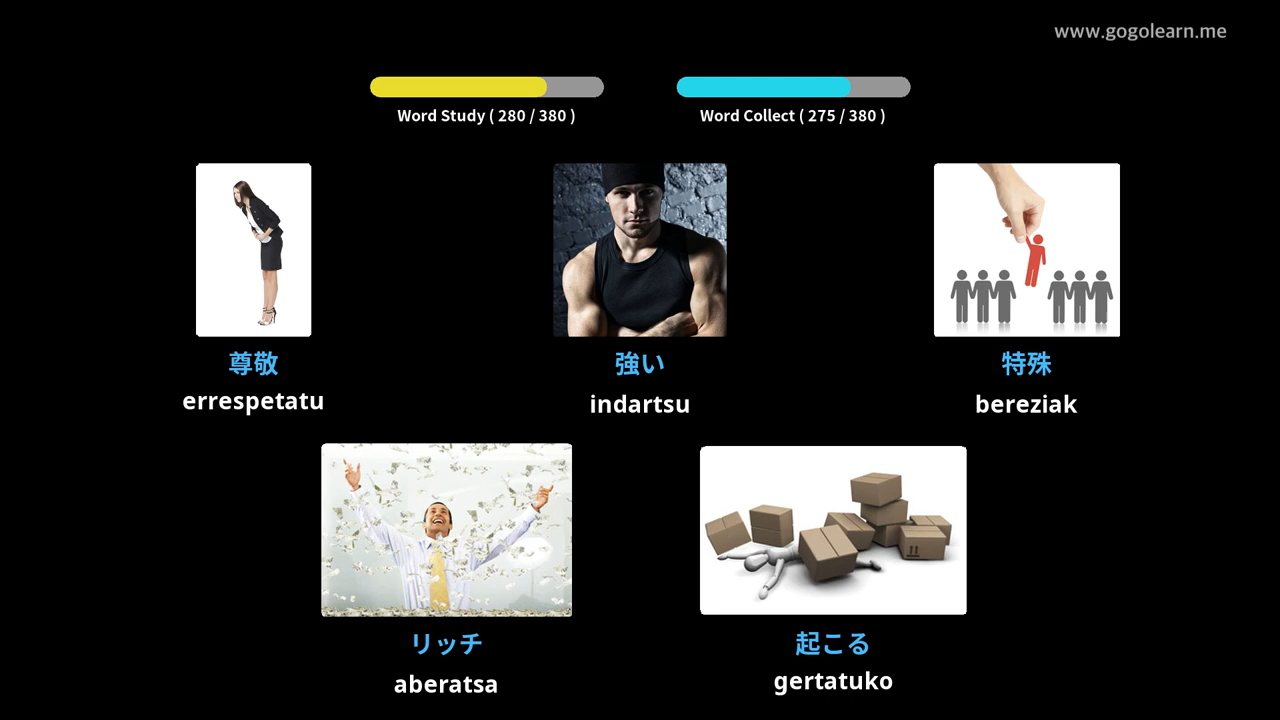 www.gogolearn.me
Word Study ( 280 / 380 )
Word Collect ( 275 / 380 )
尊敬
errespetatu
強い
indartsu
特殊
bereziak
リッチ
aberatsa
起こる
gertatuko